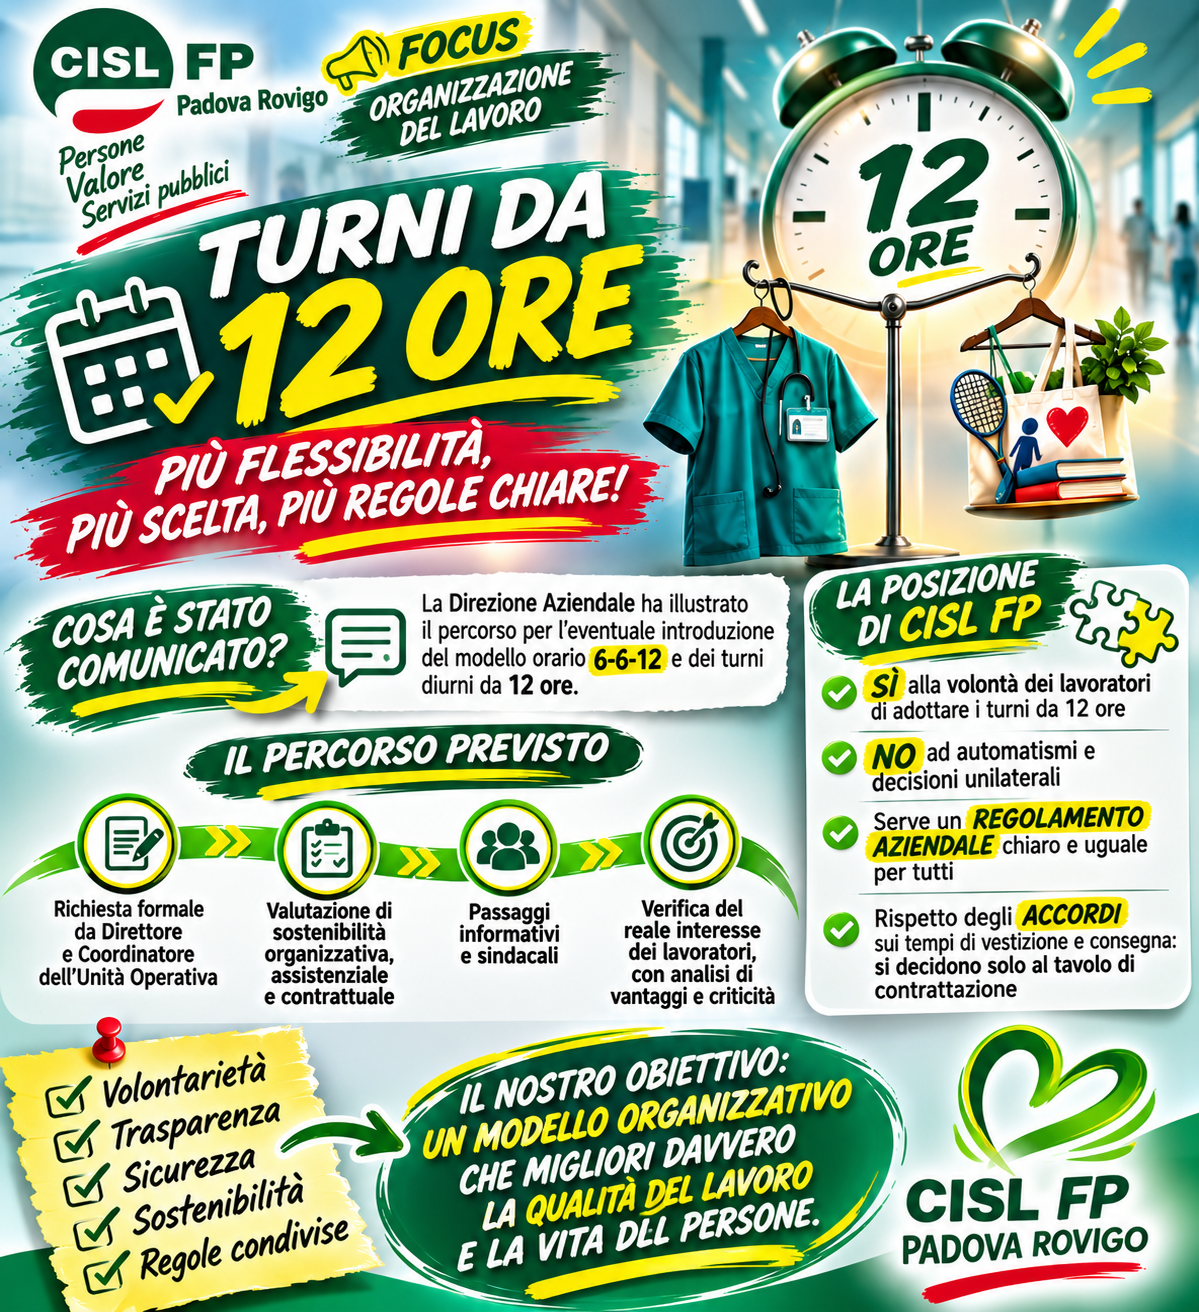 CISL FP
Padova Rovigo
Persone
Valore
Servizi pubblici
FOCUS
ORGANIZZAZIONE
DEL LAVORO
TURNI DA
12 ORE
PIÙ FLESSIBILITÀ,
PIÙ SCELTA, PIÙ REGOLE CHIARE!
12
ORE
COSA È STATO
COMUNICATO?
La Direzione Aziendale ha illustrato
il percorso per l'eventuale introduzione
del modello orario 6-6-12 e dei turni
diurni da 12 ore.
IL PERCORSO PREVISTO
Richiesta formale
da Direttore
e Coordinatore
dell'Unità Operativa
Valutazione di
sostenibilità
organizzativa,
assistenziale
e contrattuale
Passaggi
informativi
e sindacali
Verifica del
reale interesse
dei lavoratori,
con analisi di
vantaggi e criticità
LA POSIZIONE
DI CISL FP
SÌ alla volontà dei lavoratori
di adottare i turni da 12 ore
NO ad automatismi e
decisioni unilaterali
Serve un REGOLAMENTO
AZIENDALE chiaro e uguale
per tutti
Rispetto degli ACCORDI
sui tempi di vestizione e consegna:
si decidono solo al tavolo di
contrattazione
Volontarietà
Trasparenza
Sicurezza
Sostenibilità
Regole condivise
IL NOSTRO OBIETTIVO:
UN MODELLO ORGANIZZATIVO
CHE MIGLIORI DAVVERO
LA QUALITÀ DEL LAVORO
E LA VITA DLL PERSONE.
CISL FP
PADOVA ROVIGO